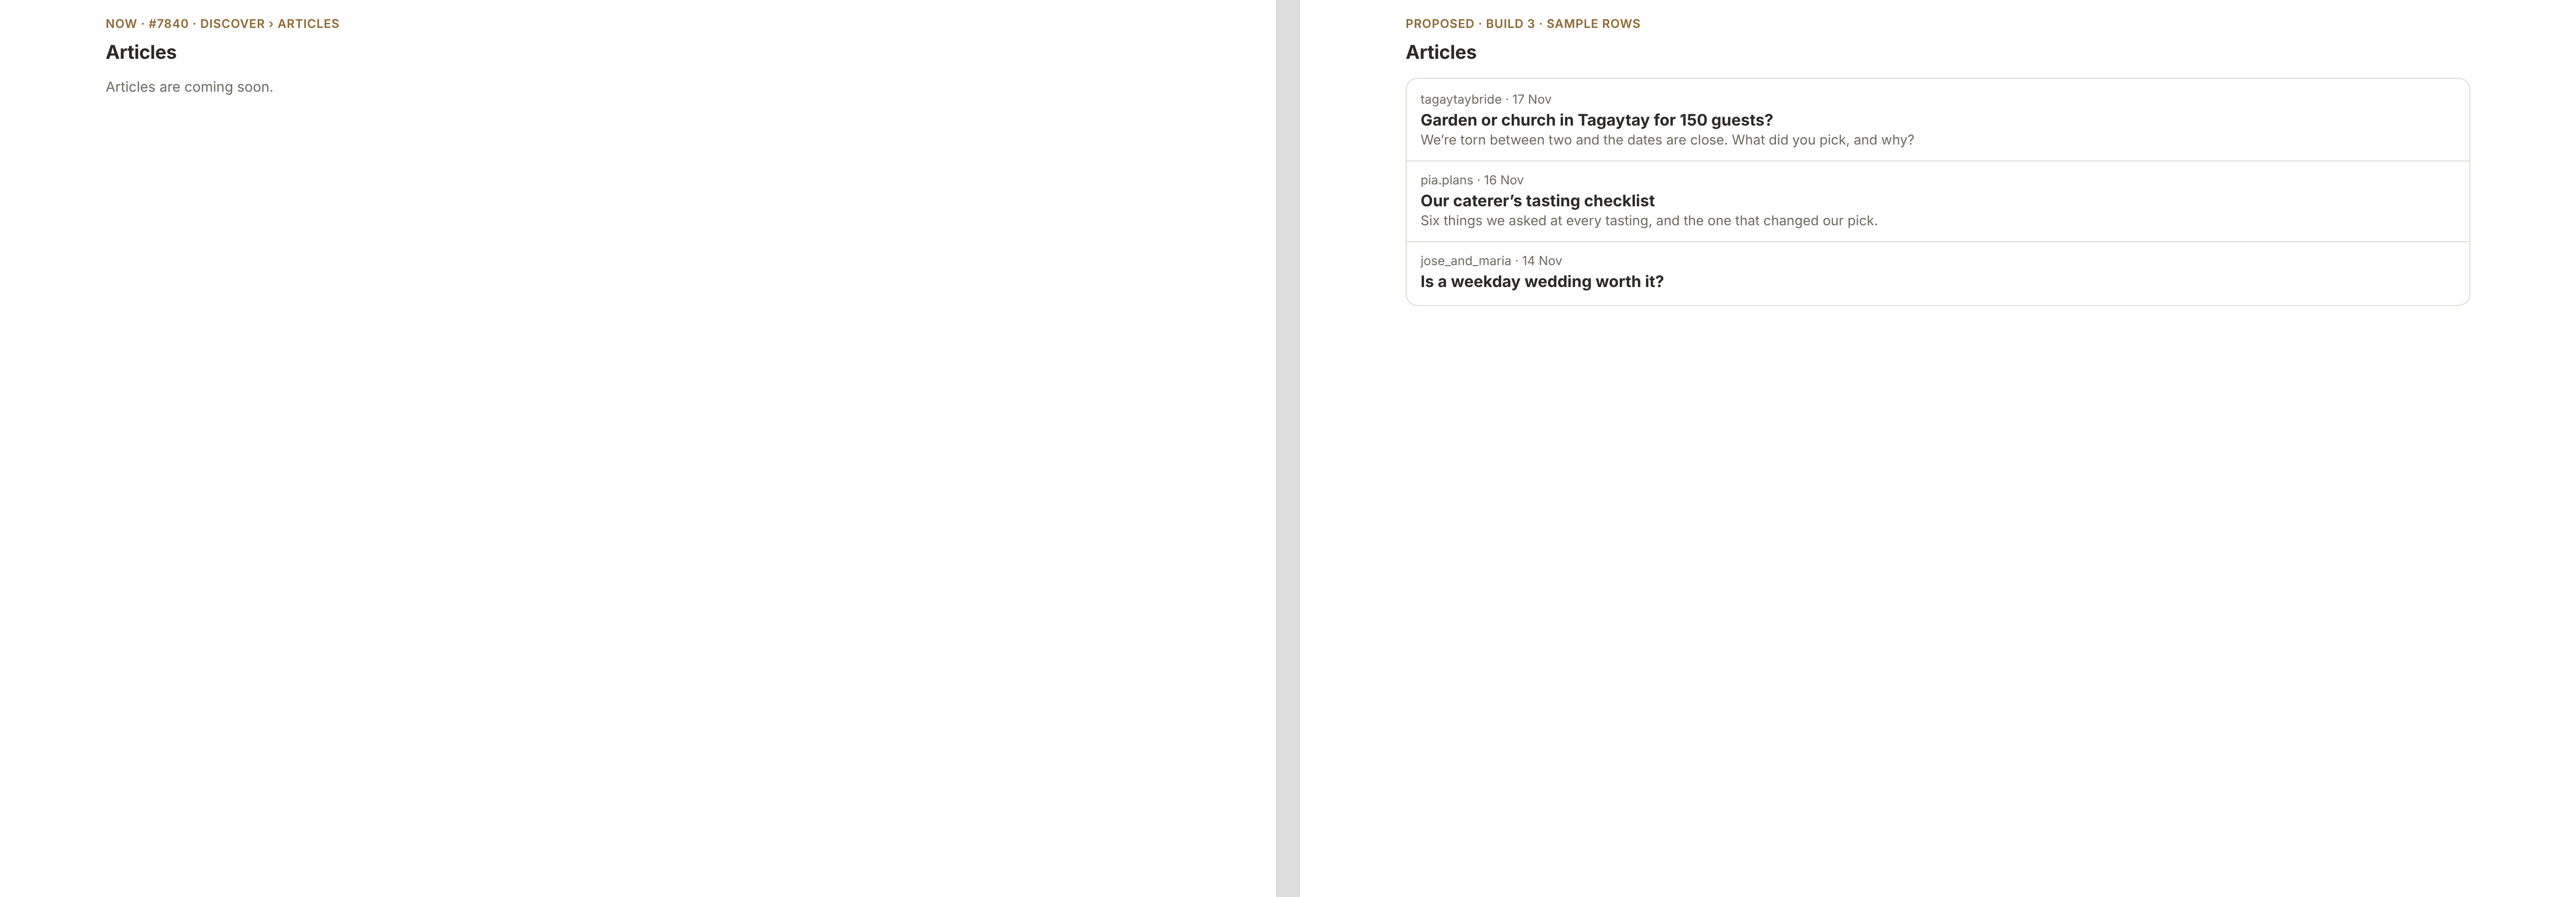 NOW · #7840 · DISCOVER › ARTICLES
Articles
Articles are coming soon.
PROPOSED · BUILD 3 · SAMPLE ROWS
Articles
tagaytaybride · 17 Nov
Garden or church in Tagaytay for 150 guests?
We’re torn between two and the dates are close. What did you pick, and why?
pia.plans · 16 Nov
Our caterer’s tasting checklist
Six things we asked at every tasting, and the one that changed our pick.
jose_and_maria · 14 Nov
Is a weekday wedding worth it?